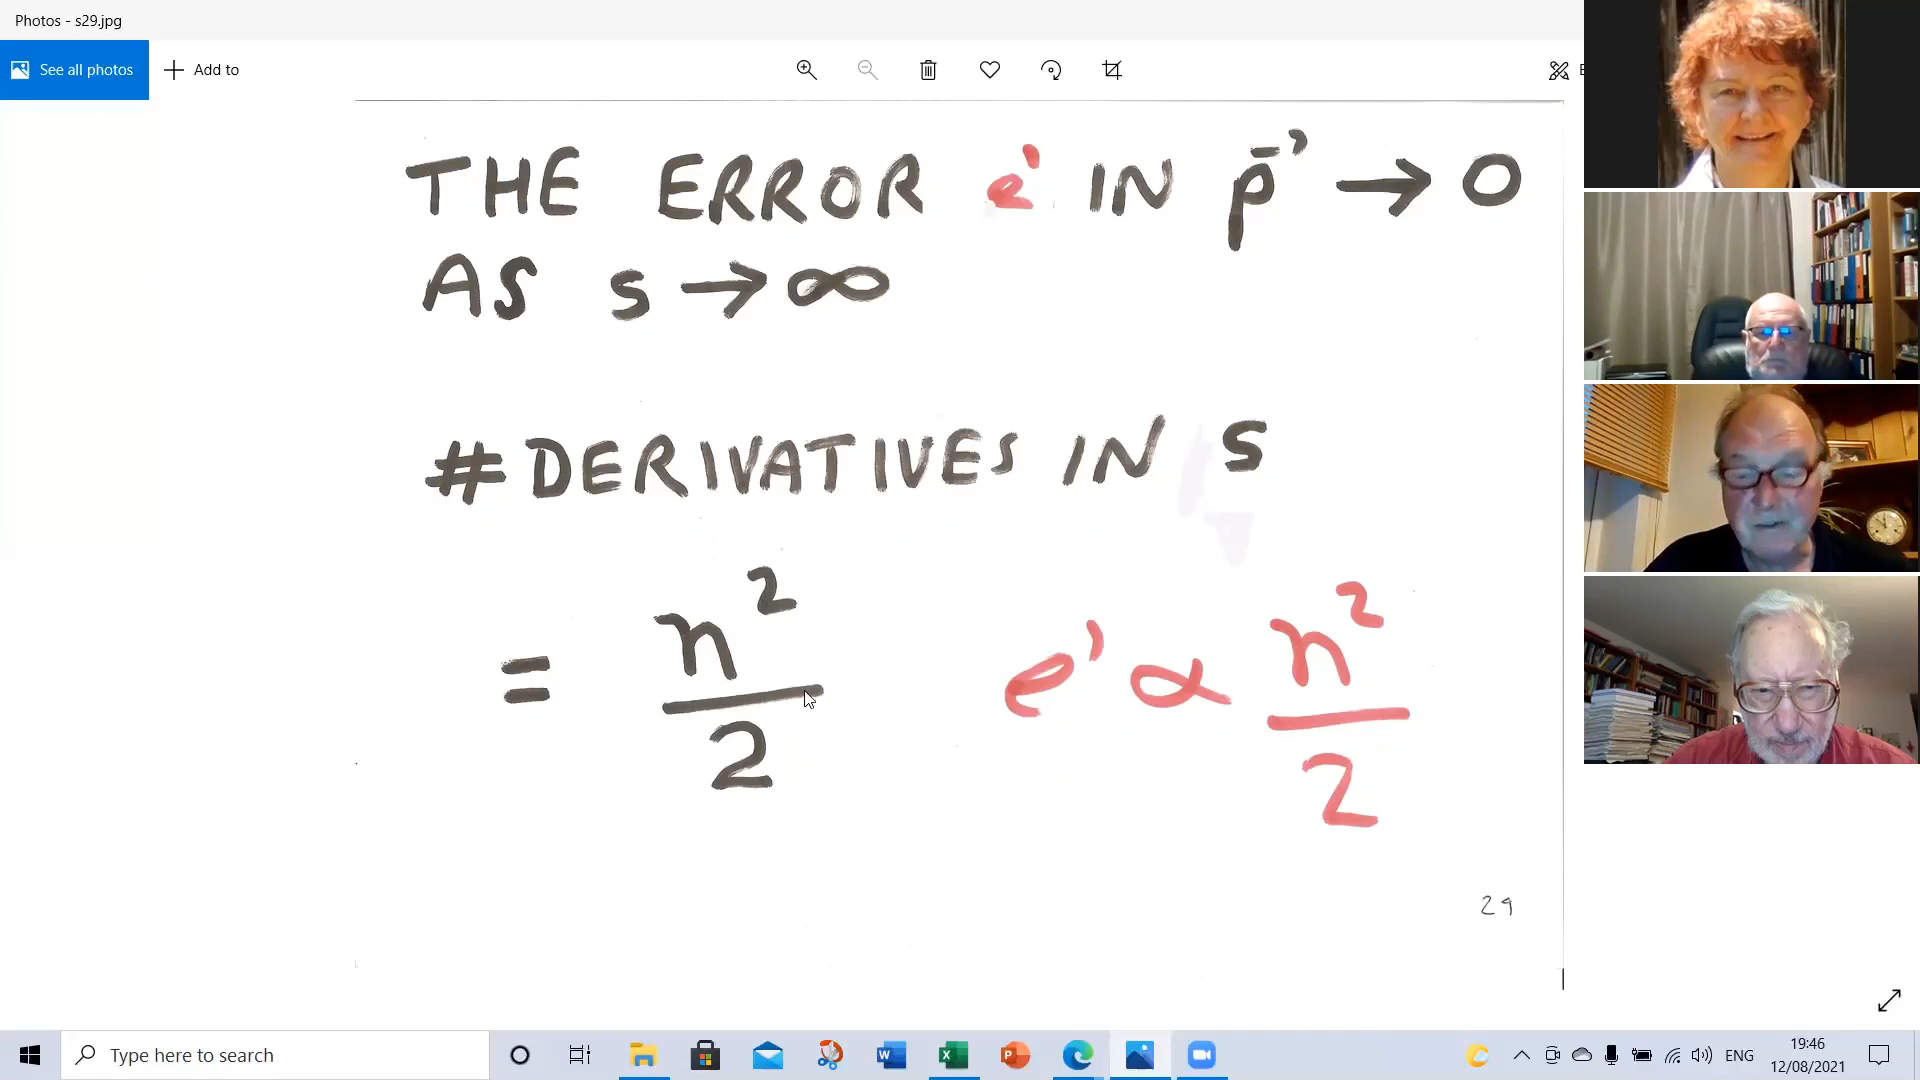 Photos - s29.jpg
See all photos
Add to
THE ERROR e' IN p̄' → 0
AS s → ∞
# DERIVATIVES IN s
= n²/2 e' ∝ n²/2
29
Type here to search
ENG
19:46
12/08/2021